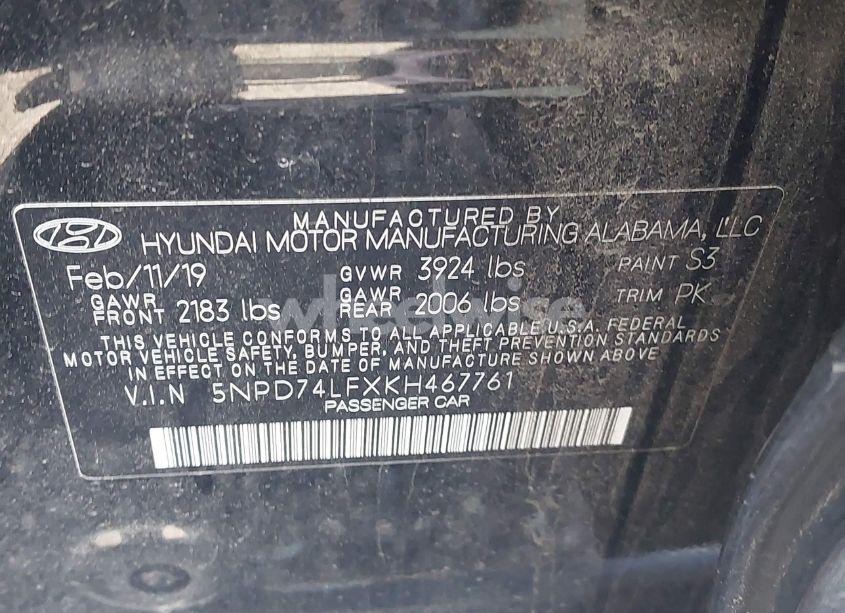 MANUFACTURED BY
HYUNDAI MOTOR MANUFACTURING ALABAMA, LLC
Feb/11/19 GVWR 3924 lbs PAINT S3
GAWR FRONT 2183 lbs GAWR REAR 2006 lbs TRIM PK
THIS VEHICLE CONFORMS TO ALL APPLICABLE U.S.A. FEDERAL
MOTOR VEHICLE SAFETY, BUMPER, AND THEFT PREVENTION STANDARDS
IN EFFECT ON THE DATE OF MANUFACTURE SHOWN ABOVE
V.I.N 5NPD74LFXKH467761
PASSENGER CAR
wheelwise